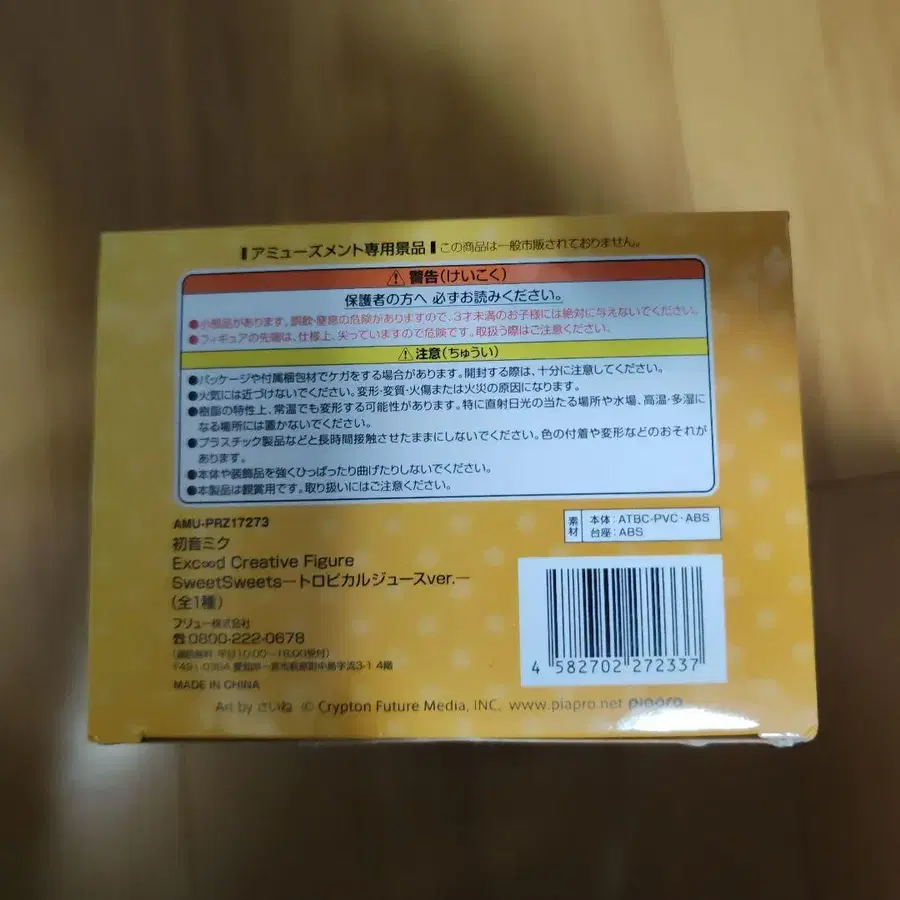 アミューズメント専用景品 この商品は一般市販されておりません。
⚠警告(けいこく)
保護者の方へ 必ずお読みください。
●小部品があります。誤飲・窒息の危険がありますので、3才未満のお子様には絶対に与えないでください。
●フィギュアの先端は、仕様上、尖っていますので危険です。取扱う際はご注意ください。
⚠注意(ちゅうい)
●パッケージや付属梱包材でケガをする場合があります。開封する際は、十分に注意してください。
●火気には近づけないでください。変形・変質・火傷または火災の原因になります。
●樹脂の特性上、常温でも変形する可能性があります。特に直射日光の当たる場所や水場、高温・多湿に
なる場所には置かないでください。
●プラスチック製品などと長時間接触させたままにしないでください。色の付着や変形などのおそれが
あります。
●本体や装飾品を強くひっぱったり曲げたりしないでください。
●本製品は観賞用です。取り扱いにはご注意ください。
素材 本体:ATBC-PVC・ABS
台座:ABS
AMU-PRZ17273
初音ミク
Exc∞d Creative Figure
SweetSweets―トロピカルジュースver.―
(全1種)
フリュー株式会社
☎0800-222-0678
(通話無料 平日10:00~18:00受付)
MADE IN CHINA
4 582702 272337
Art by さいね © Crypton Future Media, INC. www.piapro.net piapro